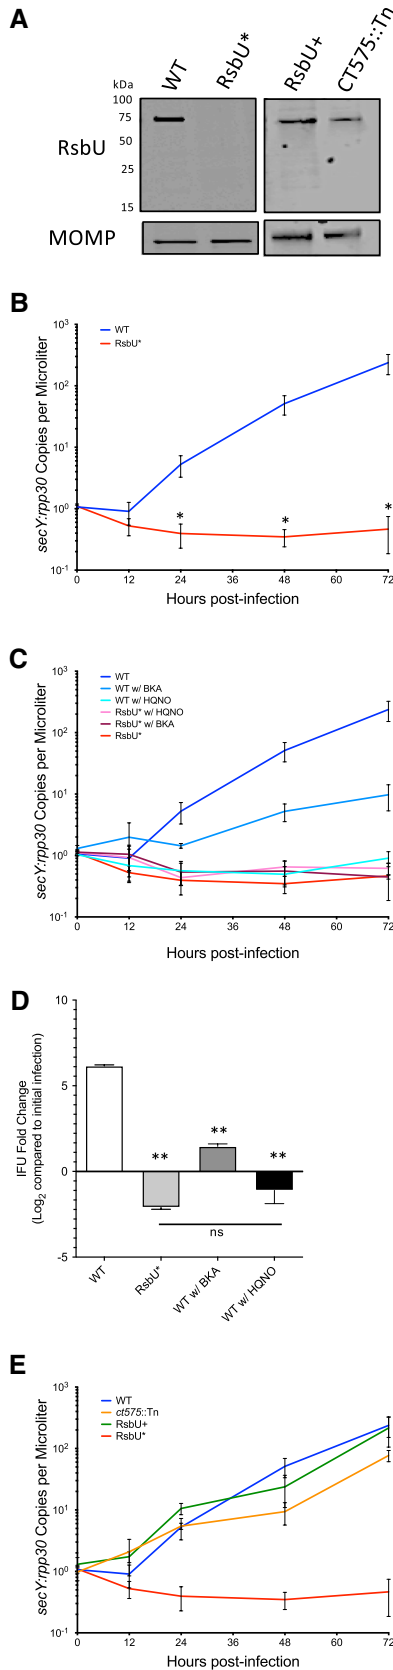 A
WT
RsbU*
RsbU+
CT575::Tn
kDa
100
75
50
25
15
RsbU
MOMP
B
secY:rpp30 Copies per Microliter
10³
10²
10¹
10⁰
10⁻¹
WT
RsbU*
*
*
*
0 12 24 36 48 60 72
Hours post-infection
C
secY:rpp30 Copies per Microliter
10³
10²
10¹
10⁰
10⁻¹
WT
WT w/ BKA
WT w/ HQNO
RsbU* w/ HQNO
RsbU* w/ BKA
RsbU*
0 12 24 36 48 60 72
Hours post-infection
D
IFU Fold Change
(Log₂ compared to initial infection)
10
5
0
-5
**
**
**
ns
WT
RsbU*
WT w/ BKA
WT w/ HQNO
E
secY:rpp30 Copies per Microliter
10³
10²
10¹
10⁰
10⁻¹
WT
ct575::Tn
RsbU+
RsbU*
0 12 24 36 48 60 72
Hours post-infection